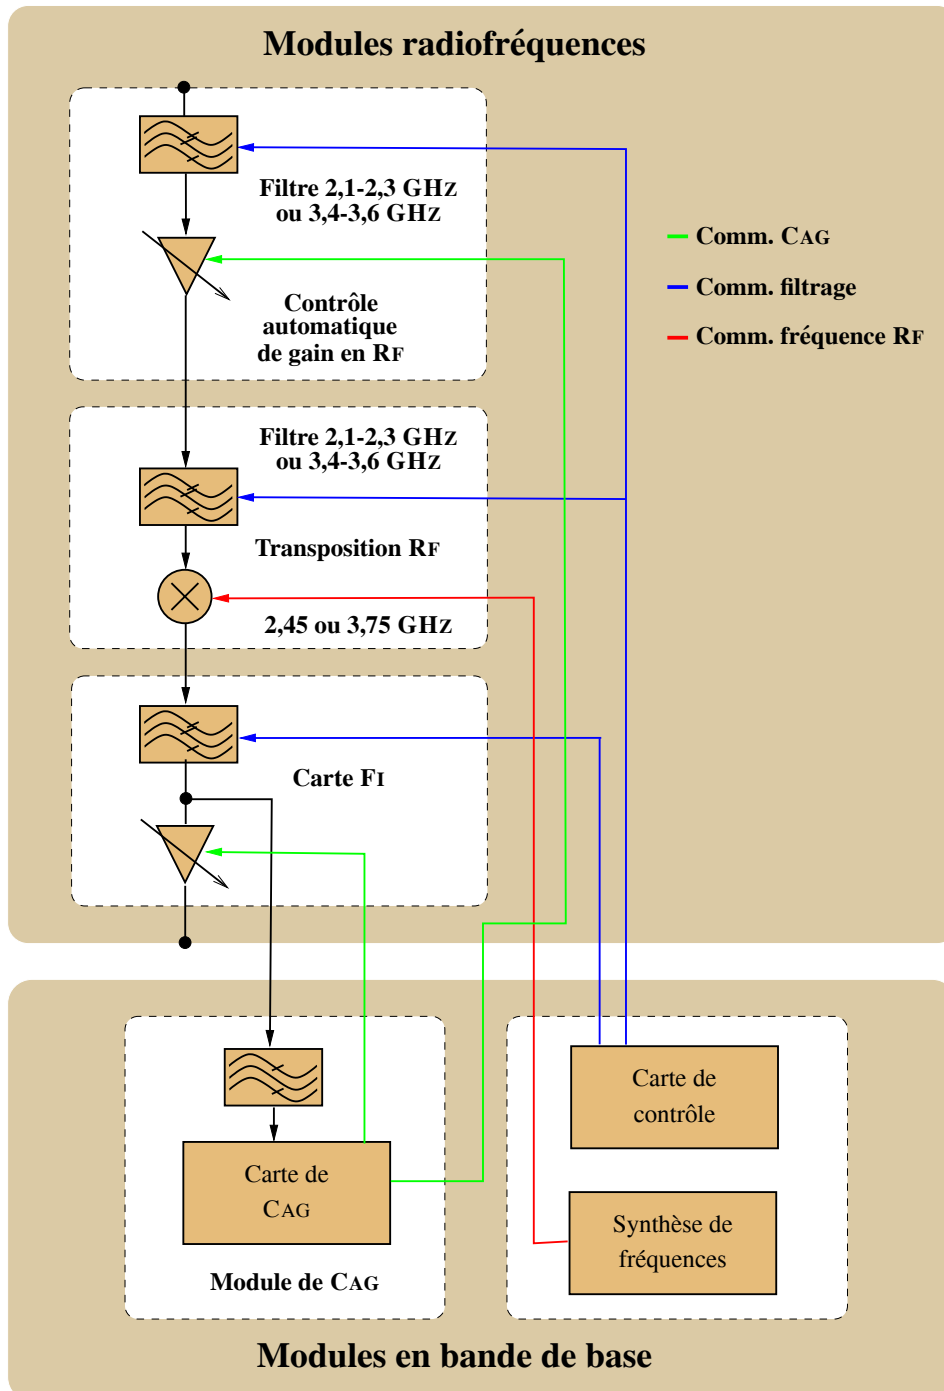 Modules radiofréquences
Filtre 2,1-2,3 GHz
ou 3,4-3,6 GHz
Contrôle
automatique
de gain en RF
Comm. CAG
Comm. filtrage
Comm. fréquence RF
Filtre 2,1-2,3 GHz
ou 3,4-3,6 GHz
Transposition RF
2,45 ou 3,75 GHz
Carte FI
Carte de
CAG
Module de CAG
Carte de
contrôle
Synthèse de
fréquences
Modules en bande de base